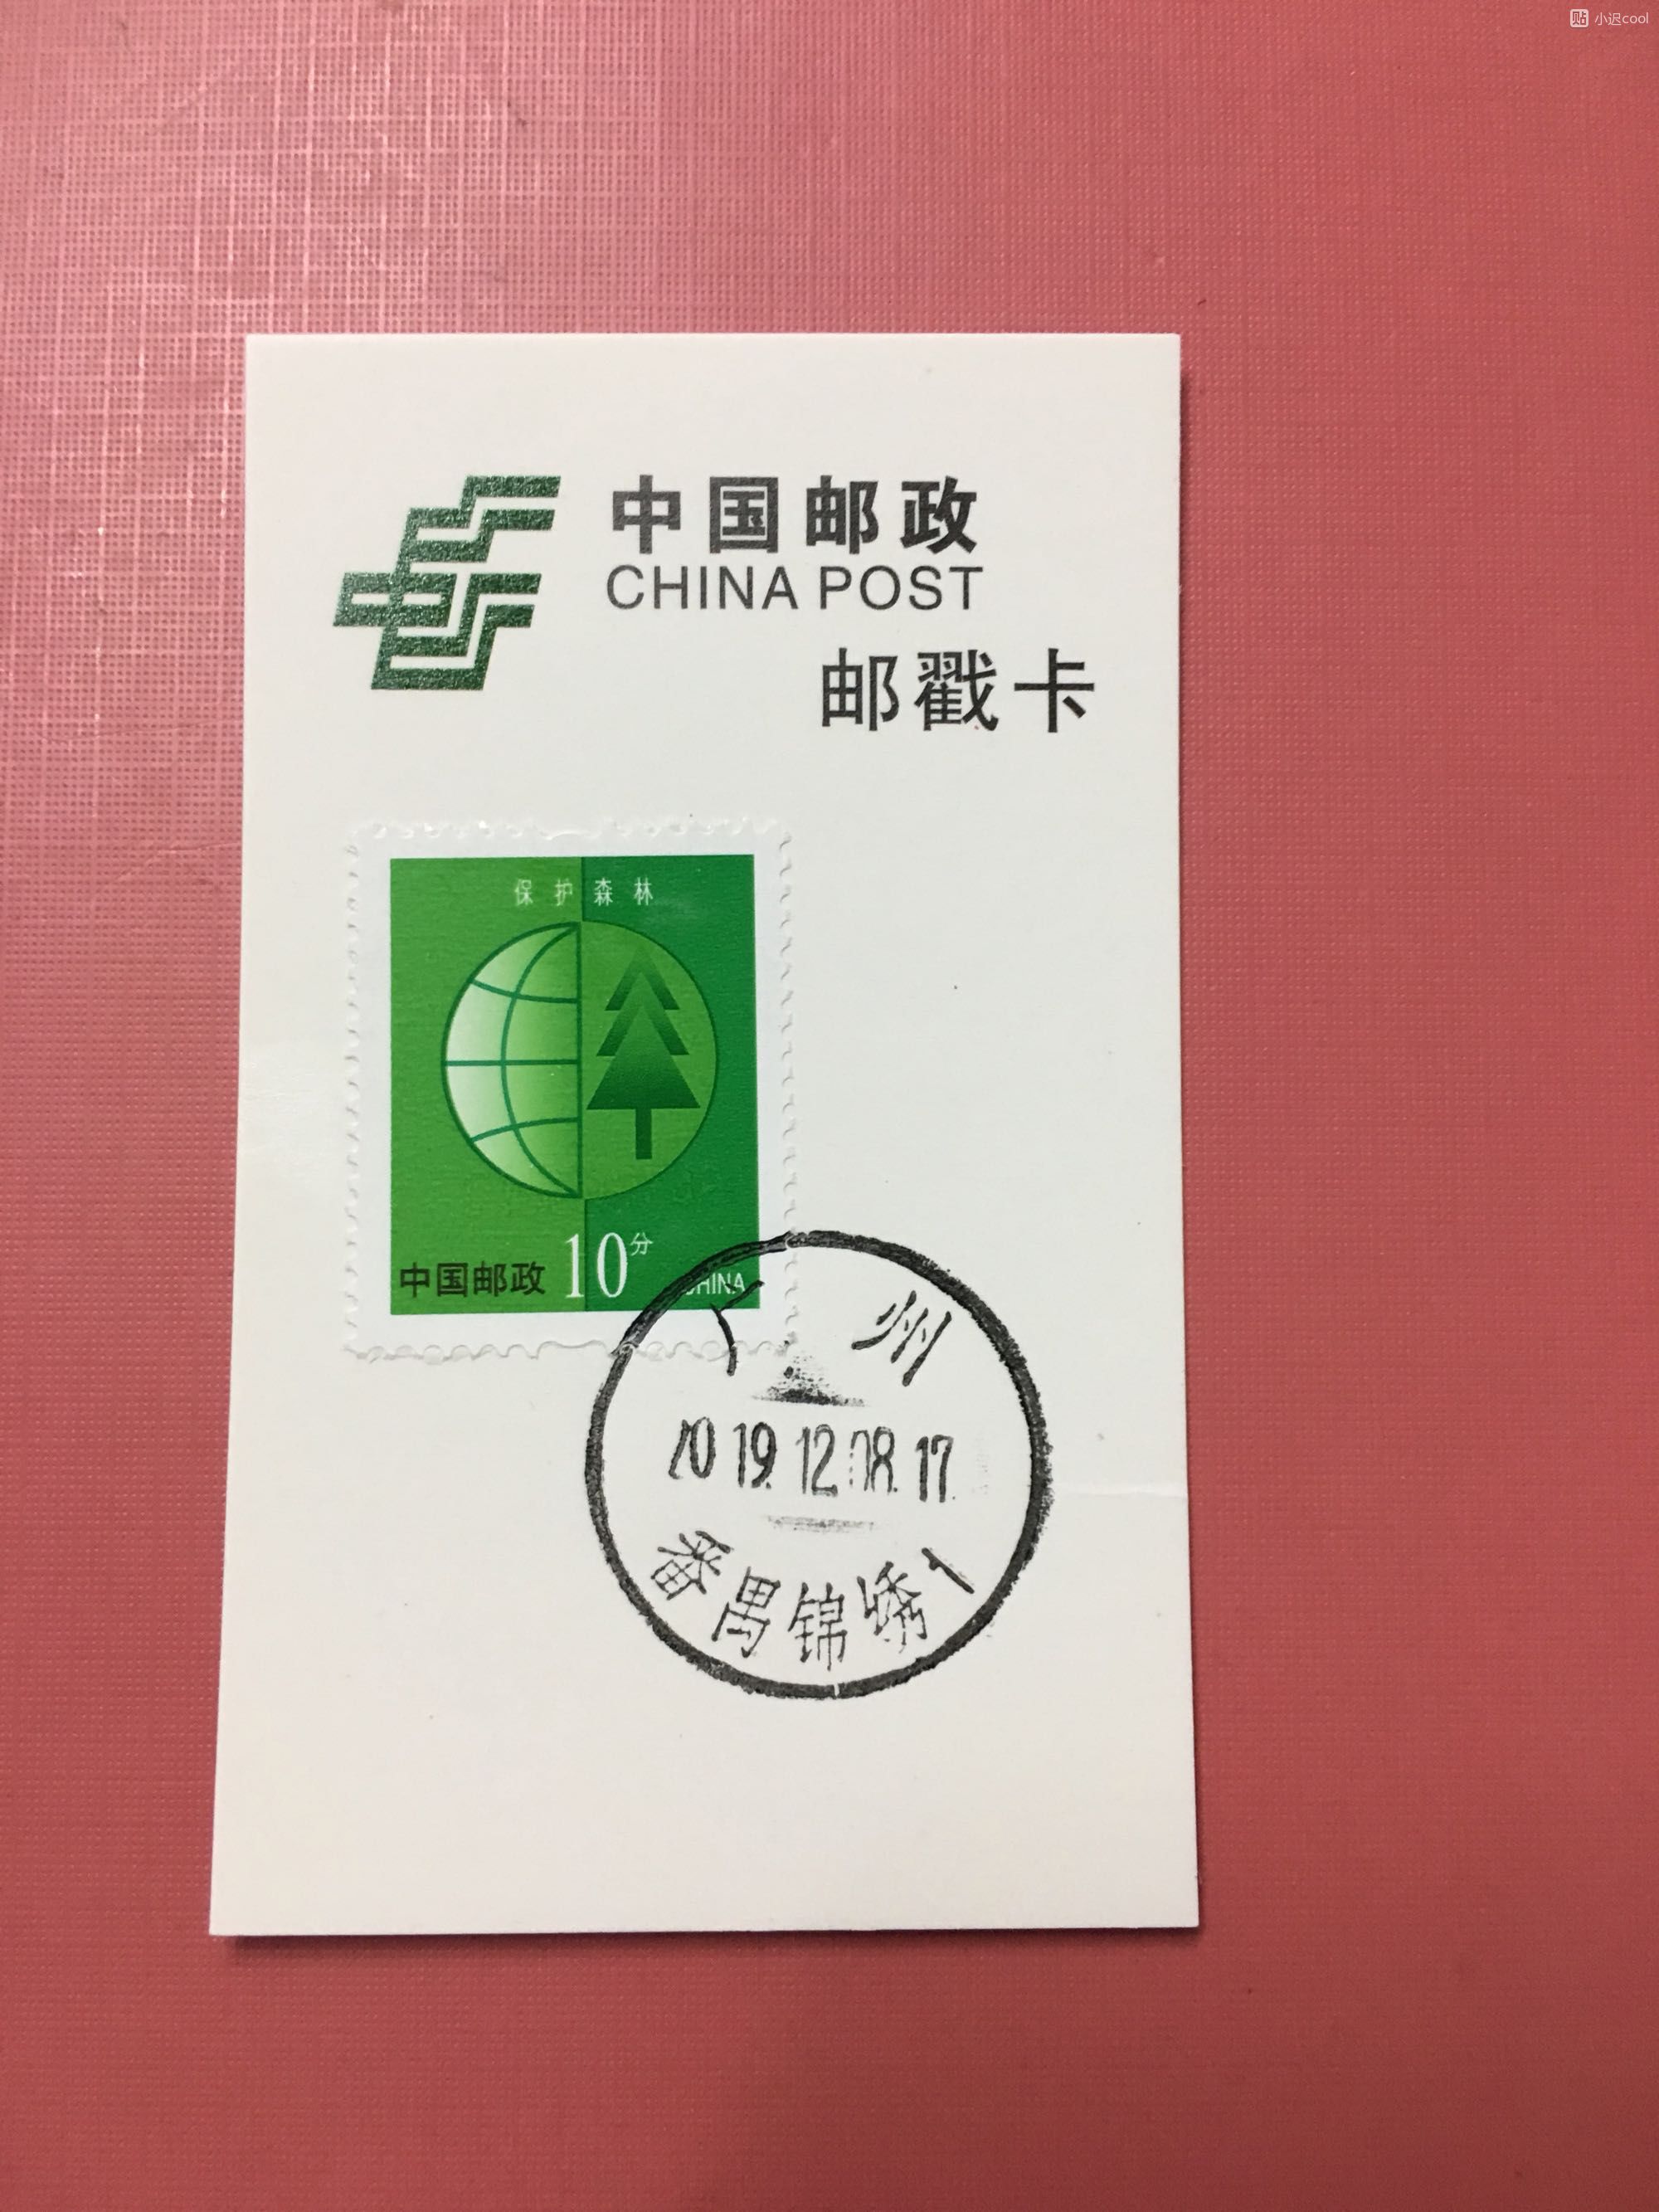 贴 小迟cool
中国邮政
CHINA POST
邮戳卡
保护森林
中国邮政 10分 CHINA
广州
2019.12.08.17
番禺锦绣1